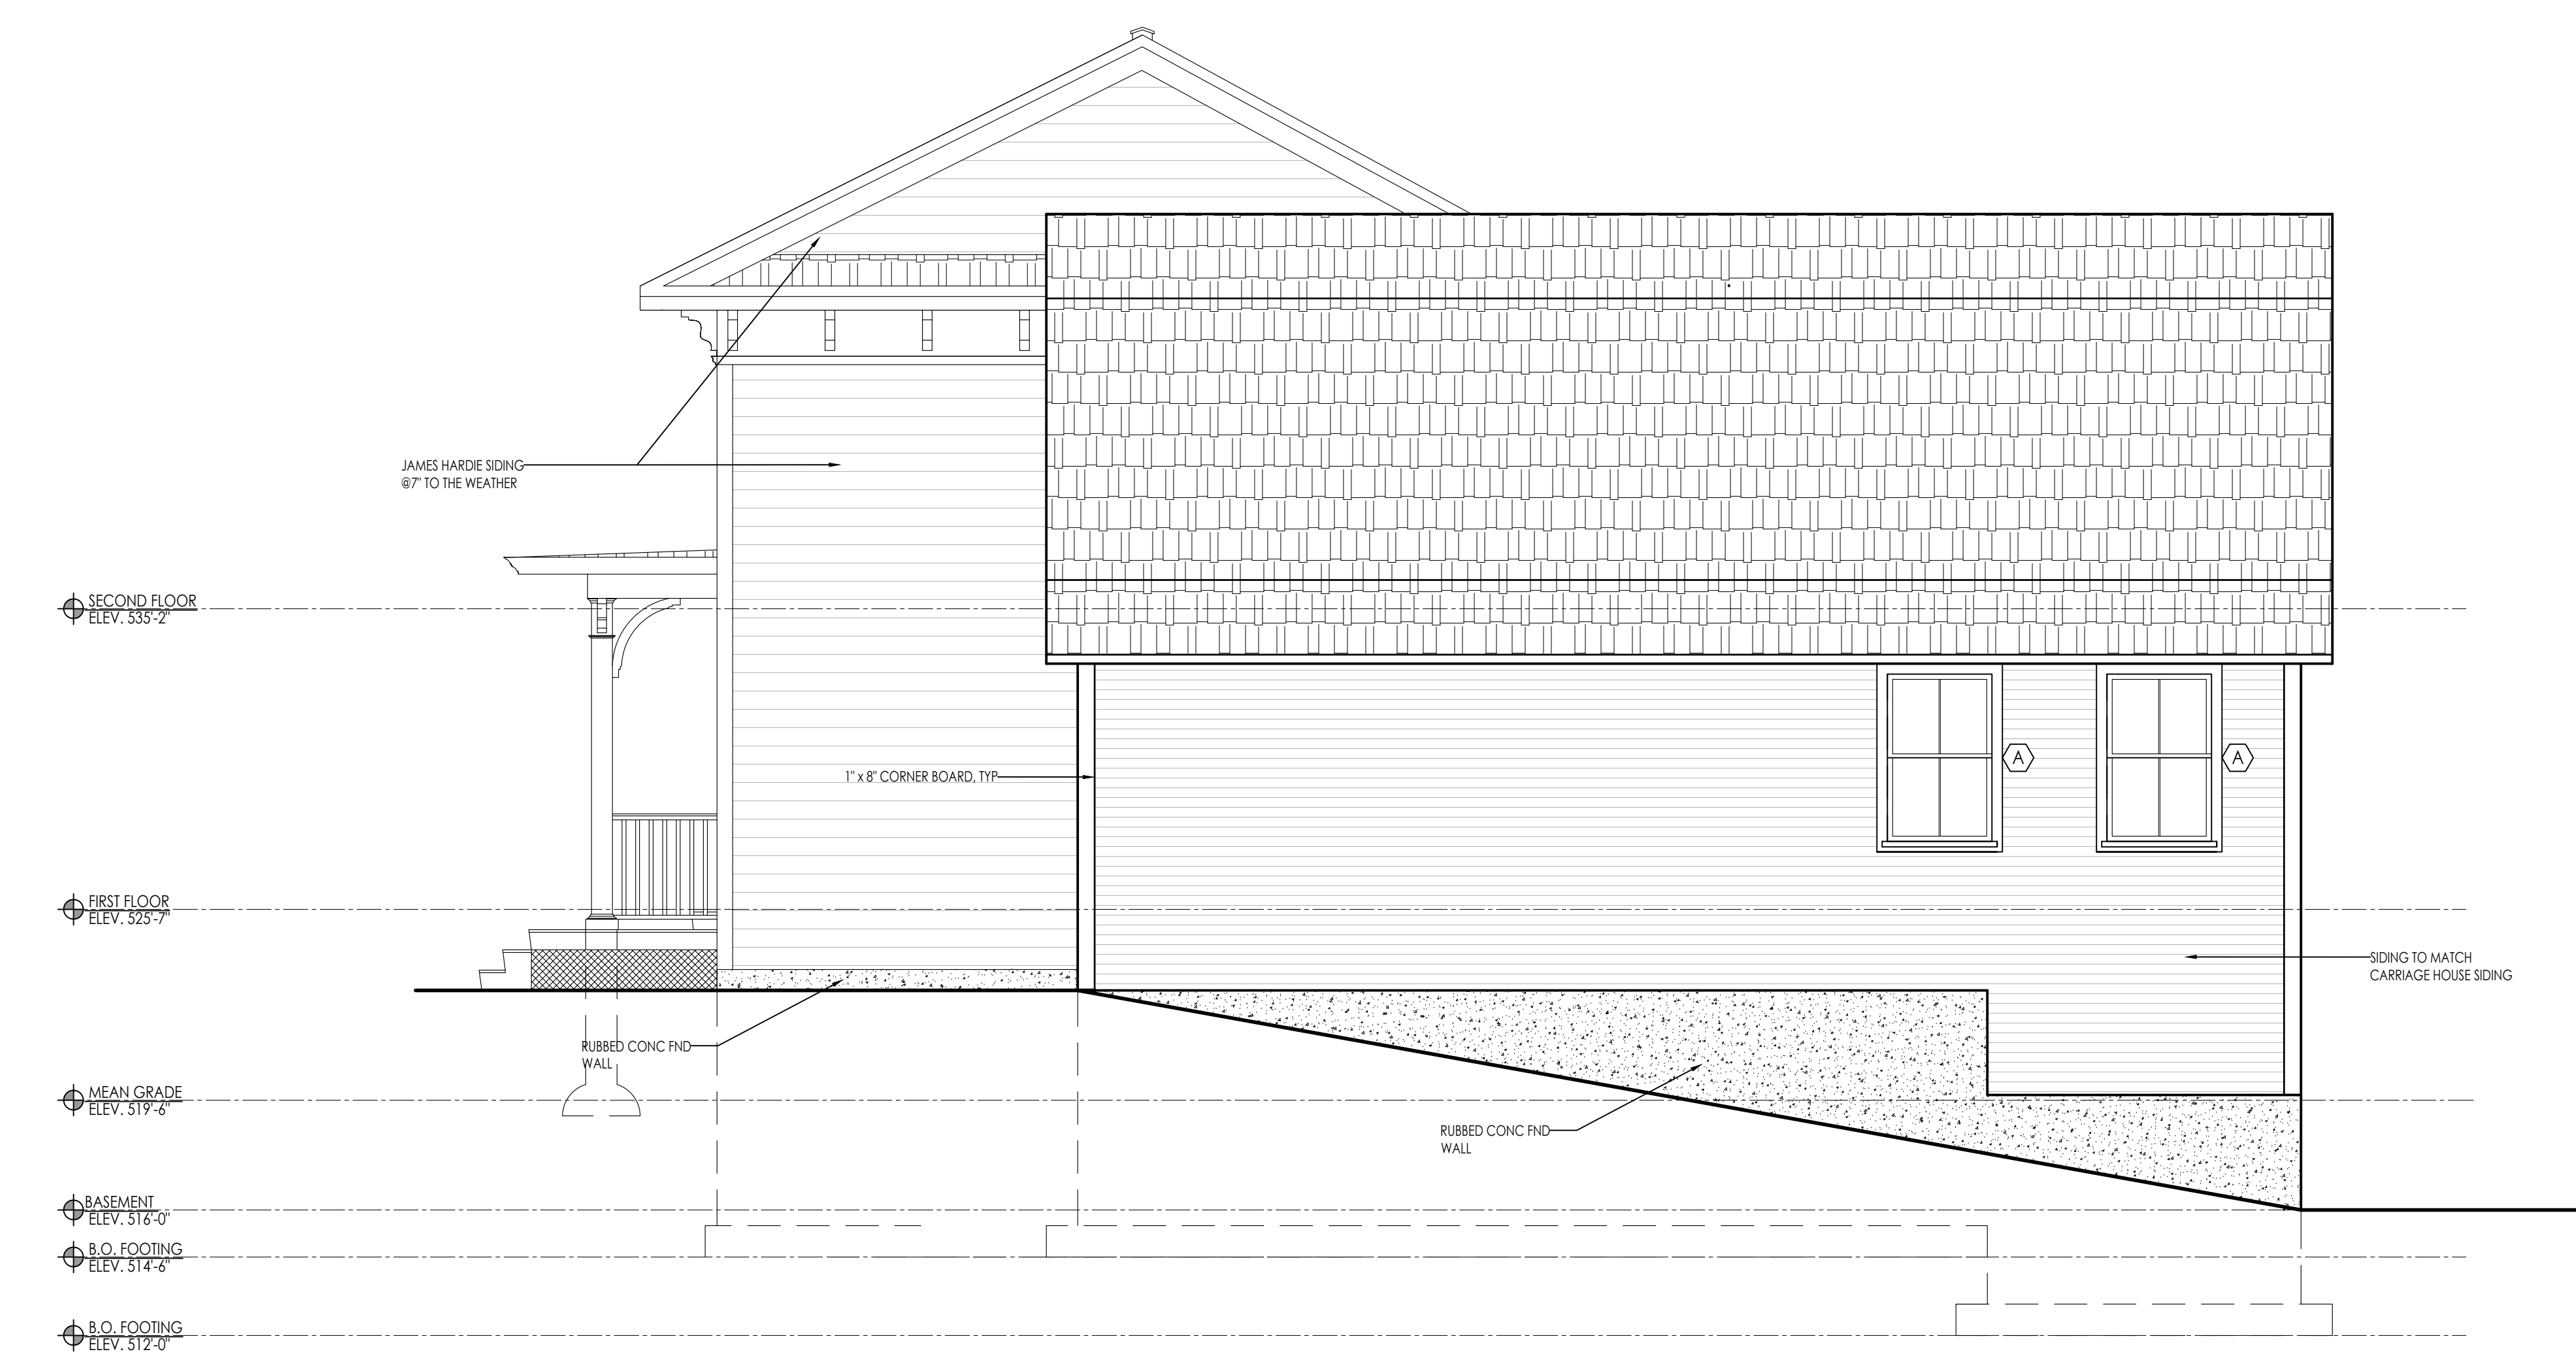 JAMES HARDIE SIDING
@7" TO THE WEATHER
SECOND FLOOR
ELEV. 535'-2"
1" x 8" CORNER BOARD, TYP
A
A
FIRST FLOOR
ELEV. 525'-7"
SIDING TO MATCH
CARRIAGE HOUSE SIDING
RUBBED CONC FND
WALL
MEAN GRADE
ELEV. 519'-6"
RUBBED CONC FND
WALL
BASEMENT
ELEV. 516'-0"
B.O. FOOTING
ELEV. 514'-6"
B.O. FOOTING
ELEV. 512'-0"